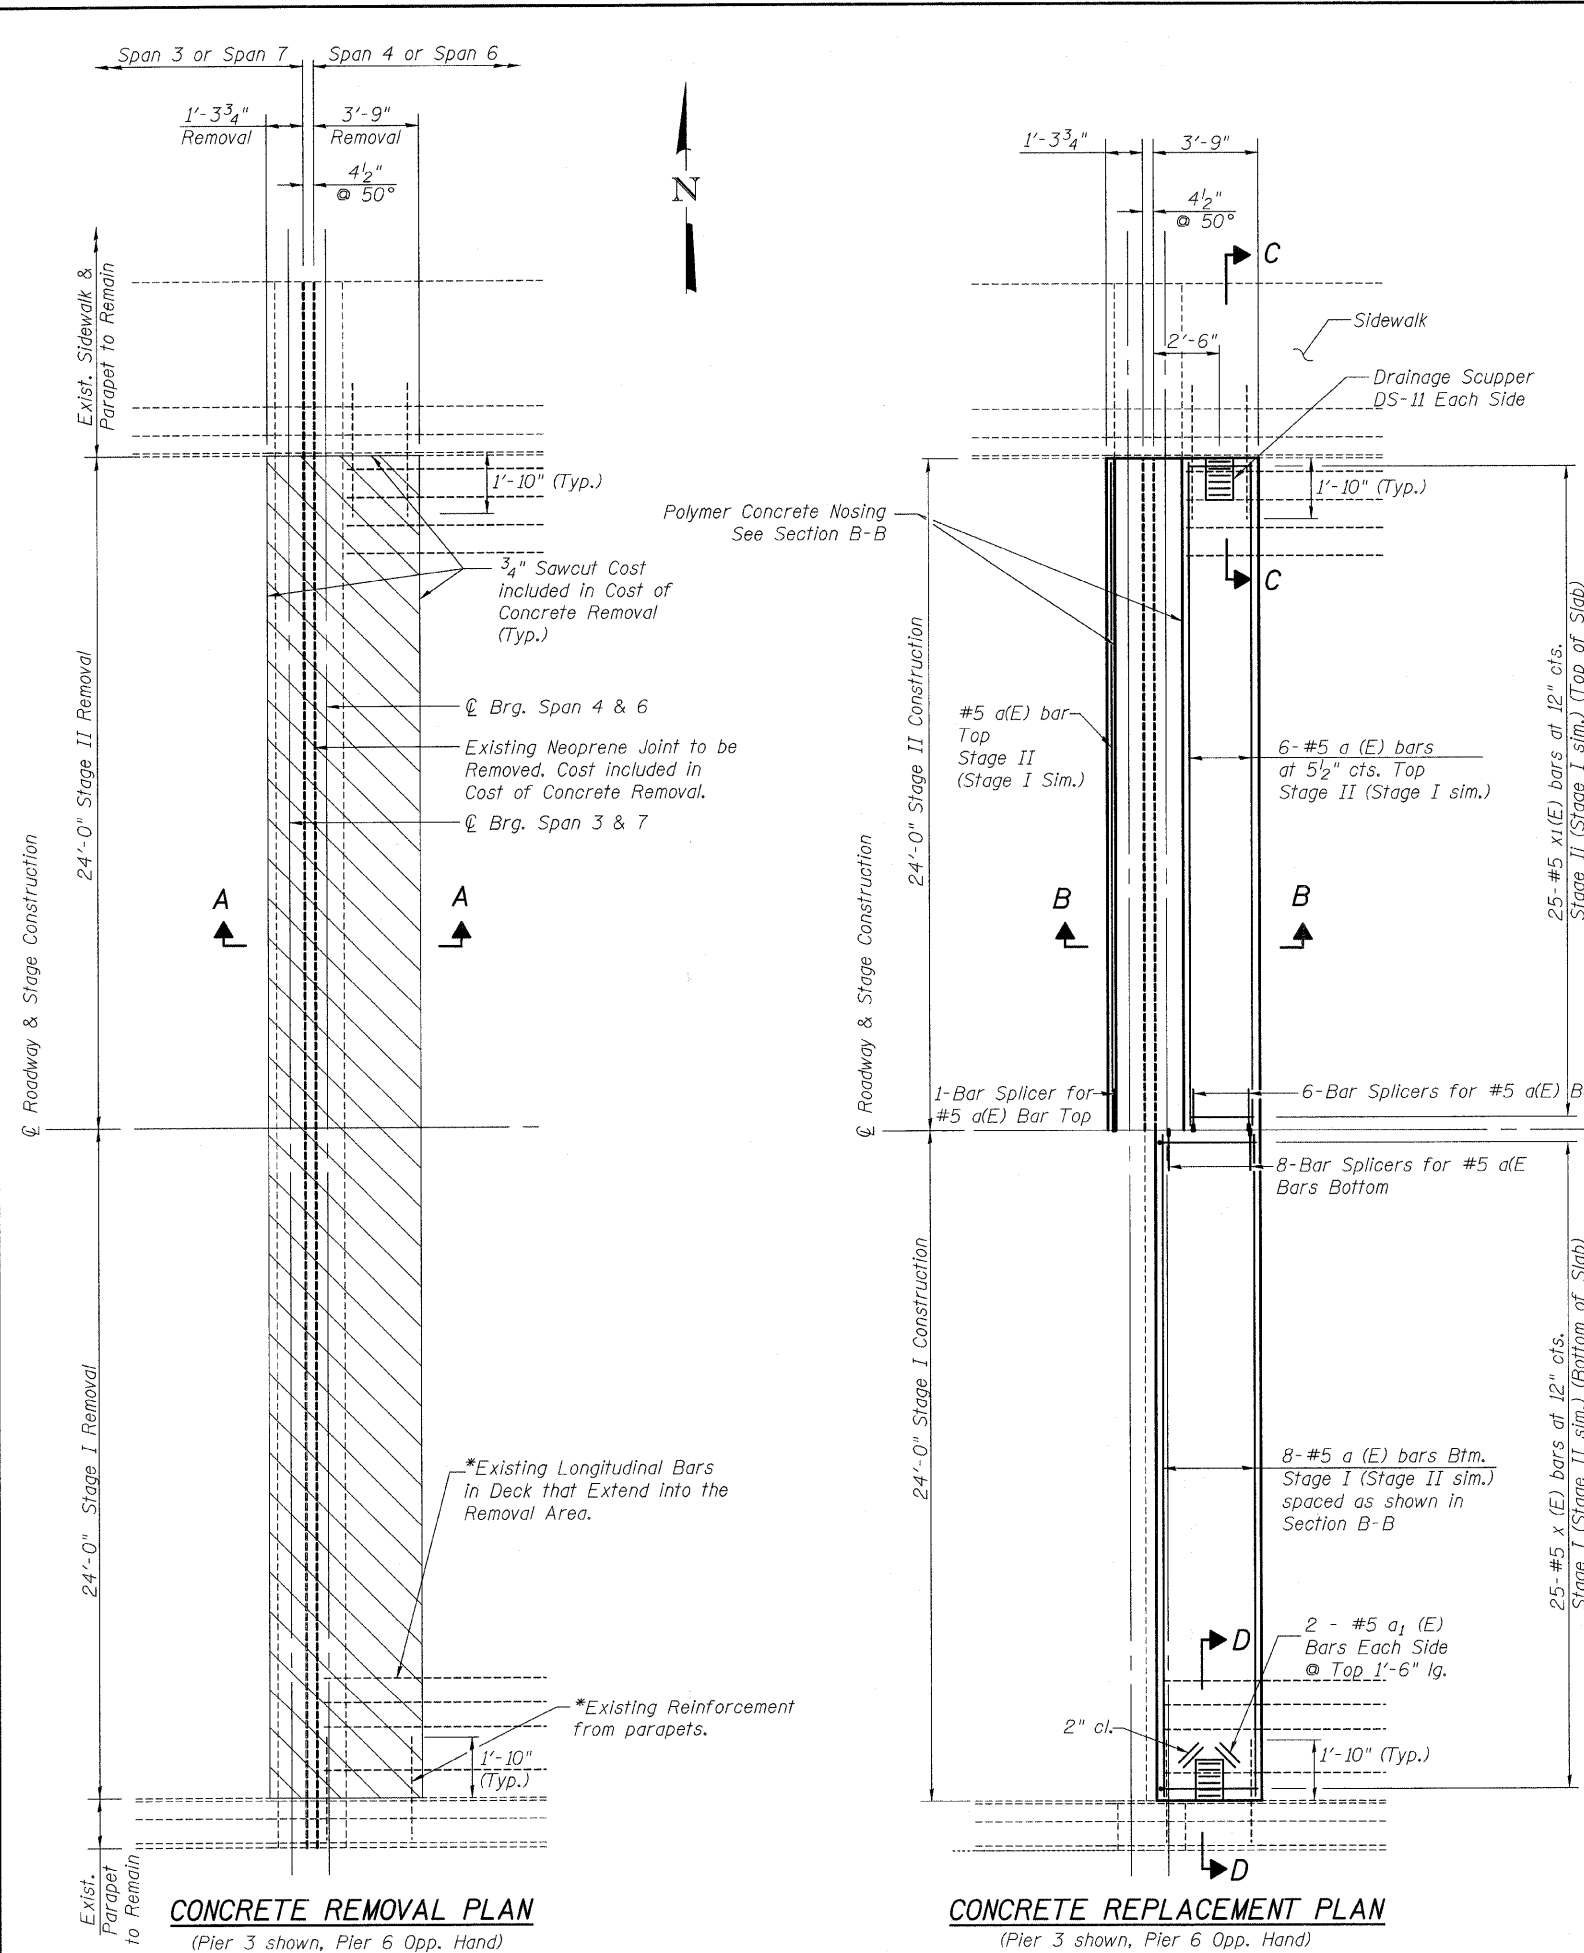 Span 3 or Span 7
Span 4 or Span 6
1'-3¾"
Removal
3'-9"
Removal
4½"
@ 50°
N
Exist. Sidewalk &
Parapet to Remain
1'-10" (Typ.)
¾" Sawcut Cost
included in Cost of
Concrete Removal
(Typ.)
24'-0" Stage II Removal
℄ Brg. Span 4 & 6
Existing Neoprene Joint to be
Removed. Cost included in
Cost of Concrete Removal.
℄ Brg. Span 3 & 7
℄ Roadway & Stage Construction
A
A
24'-0" Stage I Removal
*Existing Longitudinal Bars
in Deck that Extend into the
Removal Area.
*Existing Reinforcement
from parapets.
1'-10"
(Typ.)
Exist.
Parapet
to Remain
CONCRETE REMOVAL PLAN
(Pier 3 shown, Pier 6 Opp. Hand)
1'-3¾"
3'-9"
4½"
@ 50°
C
Sidewalk
2'-6"
Drainage Scupper
DS-11 Each Side
1'-10" (Typ.)
Polymer Concrete Nosing
See Section B-B
C
24'-0" Stage II Construction
#5 a(E) bar
Top
Stage II
(Stage I Sim.)
6-#5 a (E) bars
at 5½" cts. Top
Stage II (Stage I sim.)
25-#5 x1(E) bars at 12" cts.
Stage Ii (Stage I sim.) (Top of Slab)
℄ Roadway & Stage Construction
B
B
1-Bar Splicer for
#5 a(E) Bar Top
6-Bar Splicers for #5 a(E) B
8-Bar Splicers for #5 a(E
Bars Bottom
24'-0" Stage I Construction
8-#5 a (E) bars Btm.
Stage I (Stage II sim.)
spaced as shown in
Section B-B
25-#5 x (E) bars at 12" cts.
Stage I (Stage II sim.) (Bottom of Slab)
D
2 - #5 a₁ (E)
Bars Each Side
@ Top 1'-6" lg.
2" cl.
1'-10" (Typ.)
D
CONCRETE REPLACEMENT PLAN
(Pier 3 shown, Pier 6 Opp. Hand)